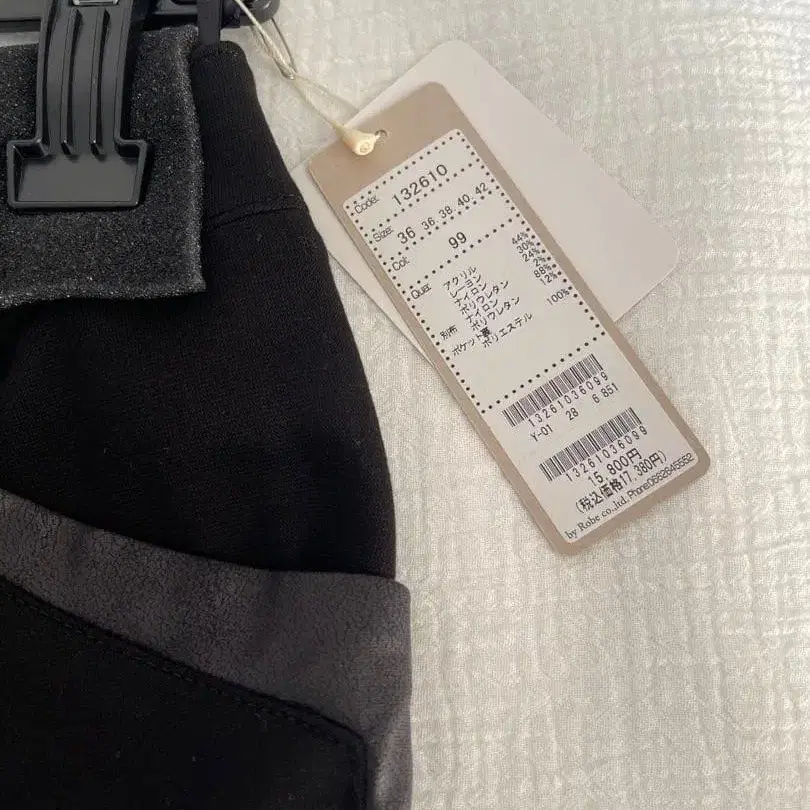 Code: 132610
Size: 36 36.38.40.42
Col: 99
Qual: アクリル 44%
レーヨン 30%
ナイロン 24%
ポリウレタン 2%
別布 ナイロン 88%
ポリウレタン 12%
ポケット裏 ポリエステル 100%
13261036099
Y-01 28 6 851
13261036099
15,800円
(税込価格17,380円)
by Robe co.,ltd. Phone0662645552